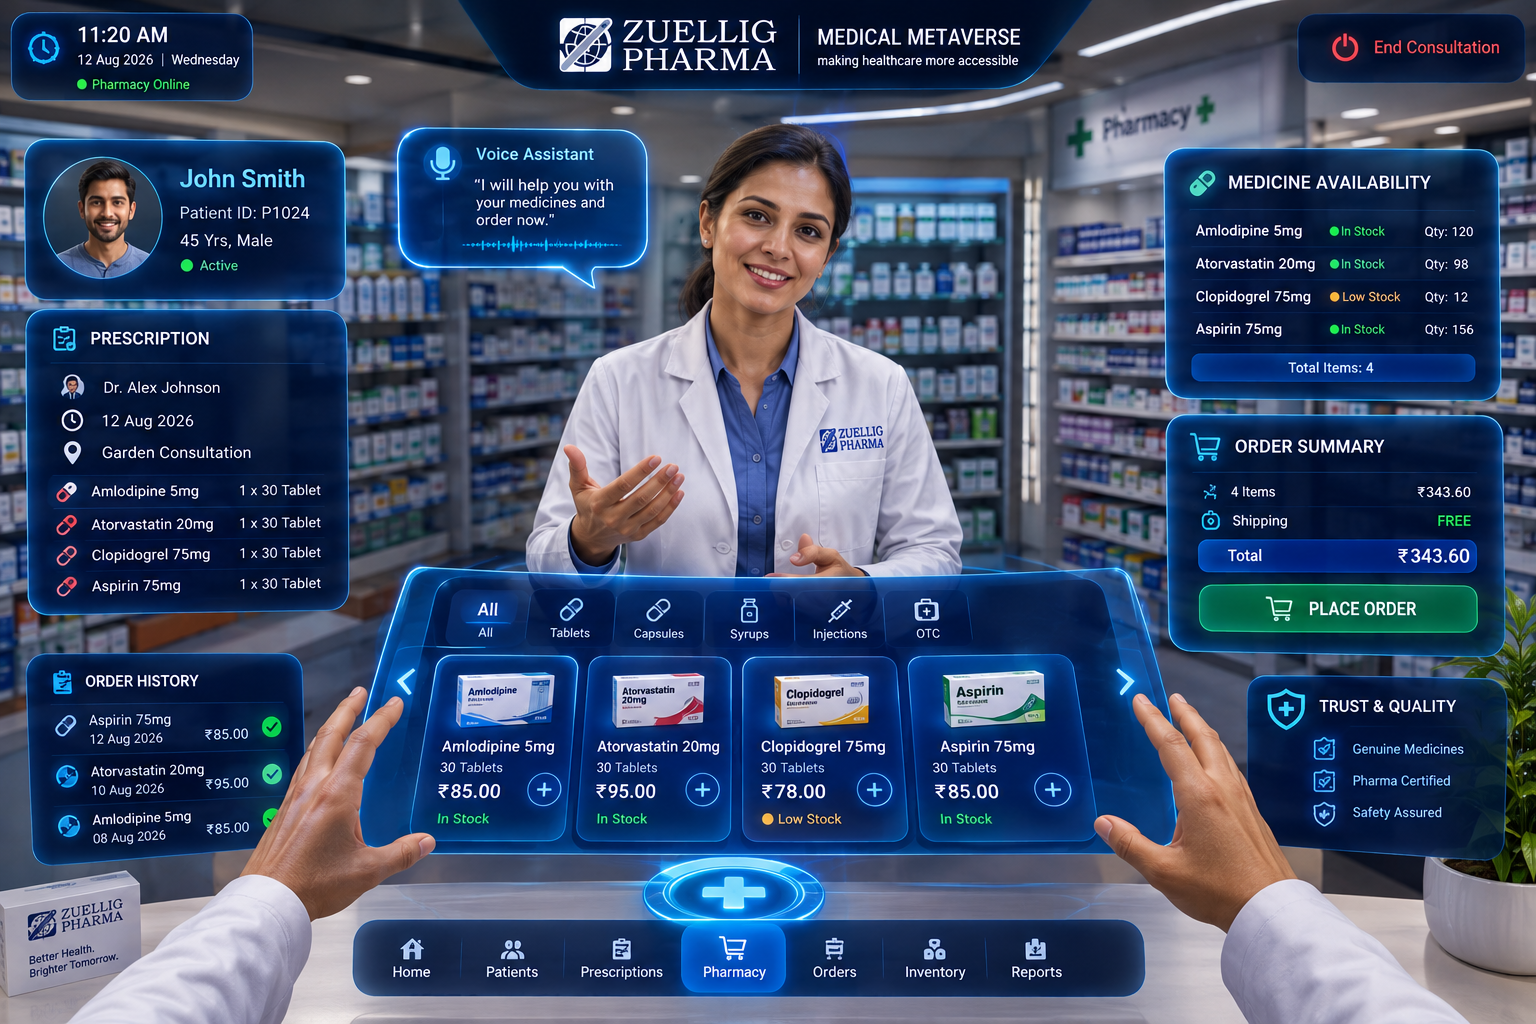 11:20 AM
12 Aug 2026 | Wednesday
Pharmacy Online
ZUELLIG
PHARMA
MEDICAL METAVERSE
making healthcare more accessible
End Consultation
John Smith
Patient ID: P1024
45 Yrs, Male
Active
Voice Assistant
"I will help you with
your medicines and
order now."
Pharmacy
MEDICINE AVAILABILITY
Amlodipine 5mg In Stock Qty: 120
Atorvastatin 20mg In Stock Qty: 98
Clopidogrel 75mg Low Stock Qty: 12
Aspirin 75mg In Stock Qty: 156
Total Items: 4
PRESCRIPTION
Dr. Alex Johnson
12 Aug 2026
Garden Consultation
Amlodipine 5mg 1 x 30 Tablet
Atorvastatin 20mg 1 x 30 Tablet
Clopidogrel 75mg 1 x 30 Tablet
Aspirin 75mg 1 x 30 Tablet
ZUELLIG
PHARMA
ORDER SUMMARY
4 Items ₹343.60
Shipping FREE
Total ₹343.60
PLACE ORDER
All
All
Tablets
Capsules
Syrups
Injections
OTC
Amlodipine
Atorvastatin
20mg
Clopidogrel
Aspirin
Amlodipine 5mg
30 Tablets
₹85.00
In Stock
Atorvastatin 20mg
30 Tablets
₹95.00
In Stock
Clopidogrel 75mg
30 Tablets
₹78.00
Low Stock
Aspirin 75mg
30 Tablets
₹85.00
In Stock
ORDER HISTORY
Aspirin 75mg
12 Aug 2026 ₹85.00
Atorvastatin 20mg
10 Aug 2026 ₹95.00
Amlodipine 5mg
08 Aug 2026 ₹85.00
TRUST & QUALITY
Genuine Medicines
Pharma Certified
Safety Assured
ZUELLIG
PHARMA
Better Health.
Brighter Tomorrow.
Home
Patients
Prescriptions
Pharmacy
Orders
Inventory
Reports